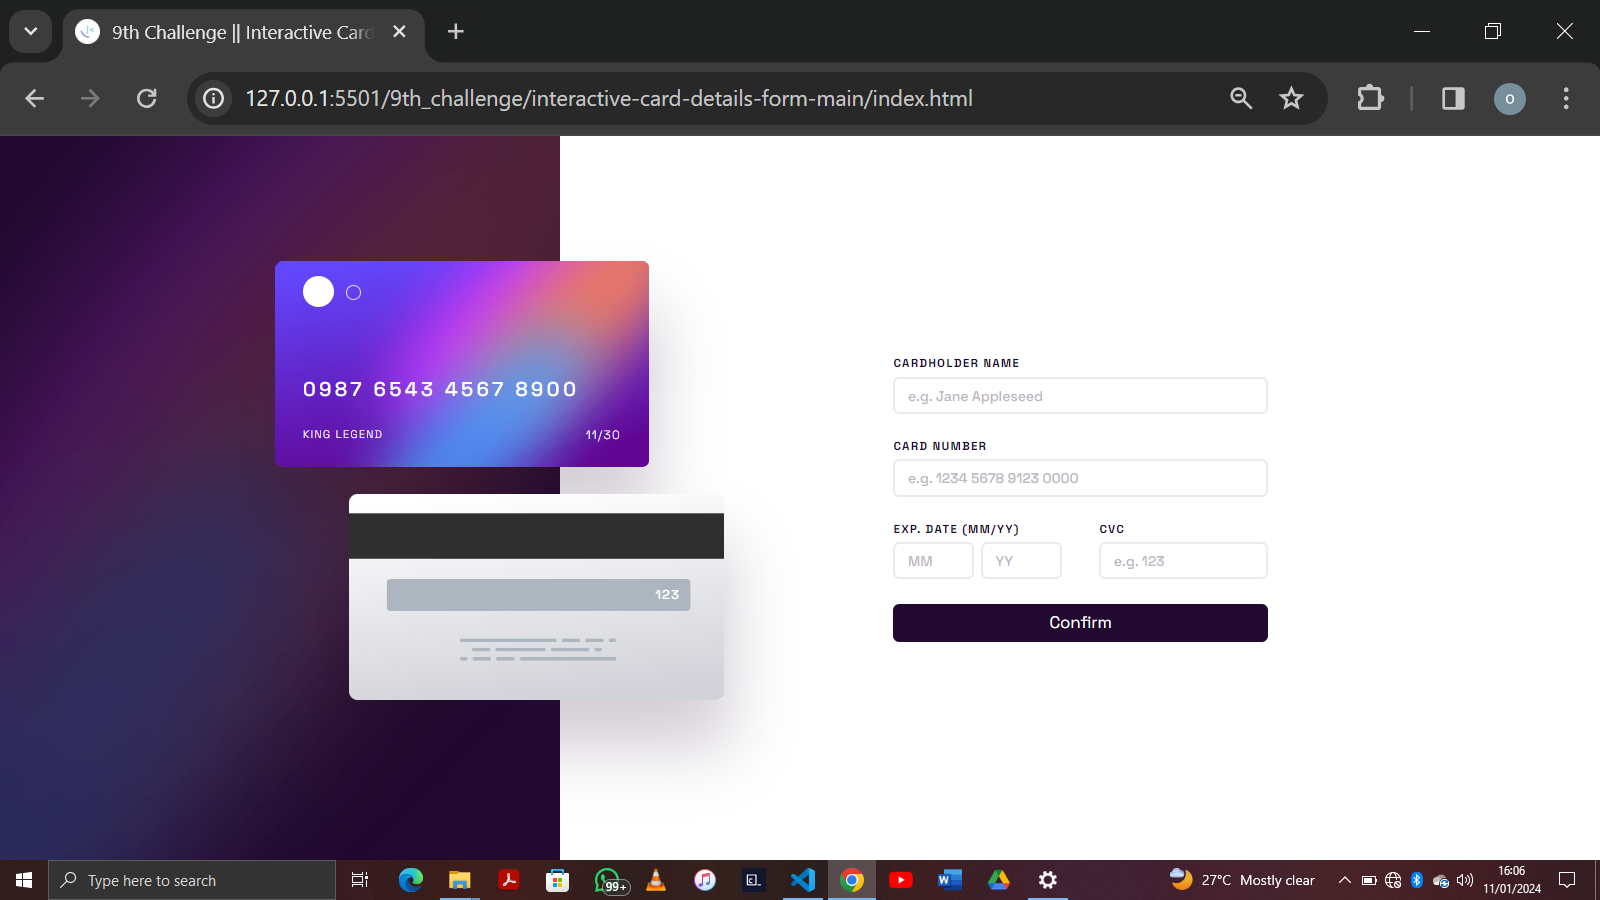 9th Challenge || Interactive Card
127.0.0.1:5501/9th_challenge/interactive-card-details-form-main/index.html
O
0987 6543 4567 8900
KING LEGEND
11/30
123
CARDHOLDER NAME
e.g. Jane Appleseed
CARD NUMBER
e.g. 1234 5678 9123 0000
EXP. DATE (MM/YY)
CVC
MM
YY
e.g. 123
Confirm
Type here to search
99+
27°C Mostly clear
16:06
11/01/2024